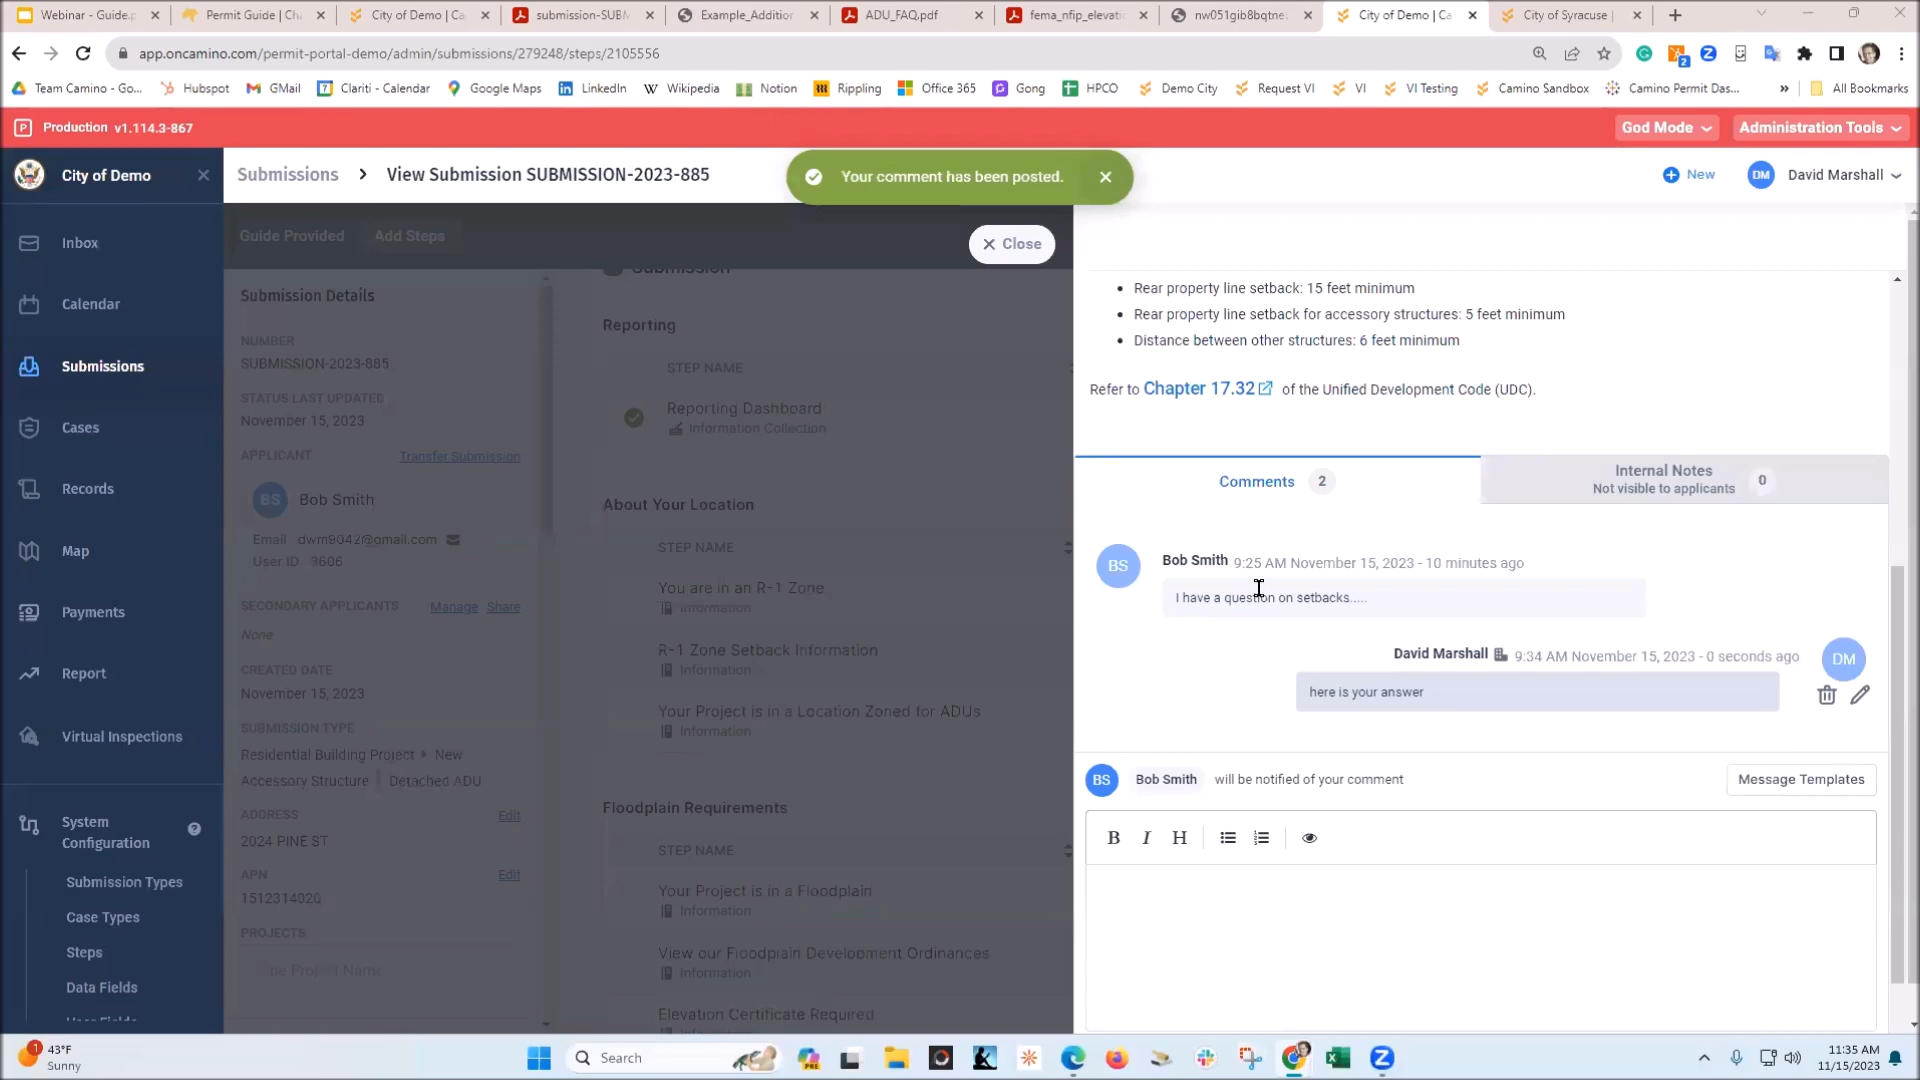 Webinar - Guide.p
Permit Guide | Ch
City of Demo | Ca
submission-SUBM
Example_Addition
ADU_FAQ.pdf
fema_nfip_elevati
nw051gib8bqtne
City of Demo | Ca
City of Syracuse |
app.oncamino.com/permit-portal-demo/admin/submissions/279248/steps/2105556
Team Camino - Go...
Hubspot
GMail
Clariti - Calendar
Google Maps
LinkedIn
Wikipedia
Notion
Rippling
Office 365
Gong
HPCO
Demo City
Request VI
VI
VI Testing
Camino Sandbox
Camino Permit Das...
All Bookmarks
Production v1.114.3-867
God Mode
Administration Tools
City of Demo
Submissions > View Submission SUBMISSION-2023-885
Your comment has been posted.
New
DM David Marshall
Inbox
Calendar
Submissions
Cases
Records
Map
Payments
Report
Virtual Inspections
System
Configuration
Submission Types
Case Types
Steps
Data Fields
User Fields
Guide Provided
Add Steps
Close
Submission Details
NUMBER
SUBMISSION-2023-885
STATUS LAST UPDATED
November 15, 2023
APPLICANT
Transfer Submission
BS Bob Smith
Email dwm9042@gmail.com
User ID 3606
SECONDARY APPLICANTS
Manage Share
None
CREATED DATE
November 15, 2023
SUBMISSION TYPE
Residential Building Project New
Accessory Structure Detached ADU
ADDRESS
Edit
2024 PINE ST
APN
Edit
1512314020
PROJECTS
Submission
Reporting
STEP NAME
Reporting Dashboard
Information Collection
About Your Location
STEP NAME
You are in an R-1 Zone
Information
R-1 Zone Setback Information
Information
Your Project is in a Location Zoned for ADUs
Information
Floodplain Requirements
STEP NAME
Your Project is in a Floodplain
Information
View our Floodplain Development Ordinances
Information
Elevation Certificate Required
Information
• Rear property line setback: 15 feet minimum
• Rear property line setback for accessory structures: 5 feet minimum
• Distance between other structures: 6 feet minimum
Refer to Chapter 17.32 of the Unified Development Code (UDC).
Comments 2
Internal Notes
Not visible to applicants
0
BS
Bob Smith 9:25 AM November 15, 2023 - 10 minutes ago
I have a question on setbacks.....
David Marshall 9:34 AM November 15, 2023 - 0 seconds ago
DM
here is your answer
BS Bob Smith will be notified of your comment
Message Templates
B I H
1
43°F
Sunny
Search
PRE
11:35 AM
11/15/2023